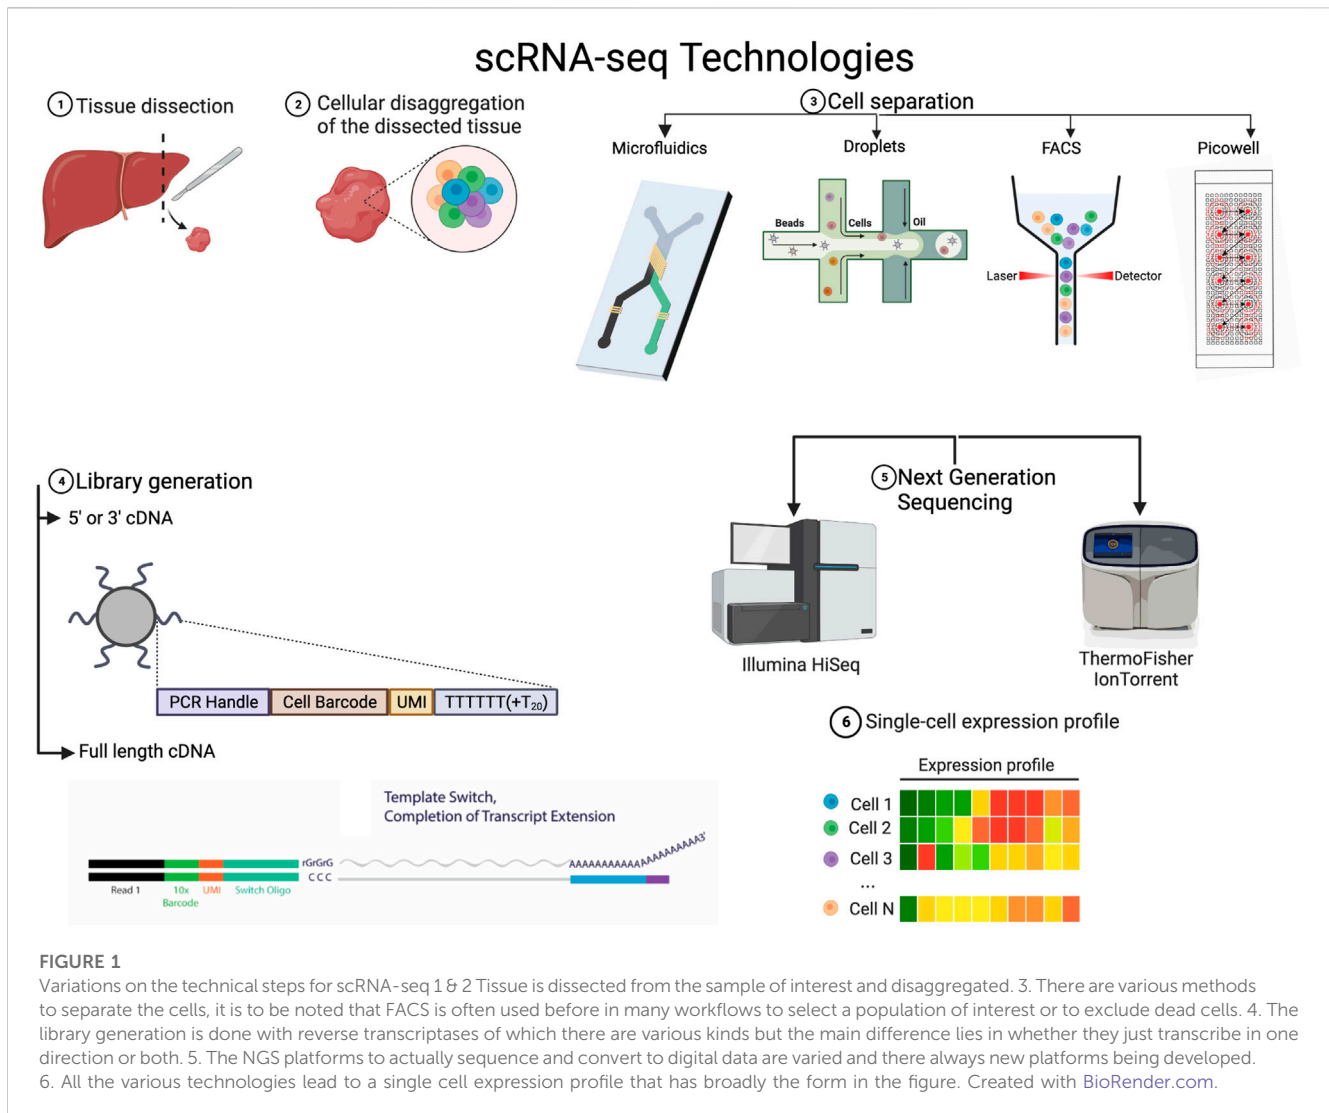 scRNA-seq Technologies
1 Tissue dissection
2 Cellular disaggregation
of the dissected tissue
3 Cell separation
Microfluidics
Droplets
FACS
Picowell
Beads
Cells
Oil
Laser
Detector
4 Library generation
5' or 3' cDNA
PCR Handle
Cell Barcode
UMI
TTTTTT(+T20)
Full length cDNA
Template Switch,
Completion of Transcript Extension
rGrGrG
AAAAAAAAAAAAAAAAAAAAAA3'
CCC
Read 1
10x
Barcode
UMI
Switch Oligo
5 Next Generation
Sequencing
Illumina HiSeq
ThermoFisher
IonTorrent
6 Single-cell expression profile
Expression profile
Cell 1
Cell 2
Cell 3
...
Cell N
FIGURE 1
Variations on the technical steps for scRNA-seq 1 & 2 Tissue is dissected from the sample of interest and disaggregated. 3. There are various methods
to separate the cells, it is to be noted that FACS is often used before in many workflows to select a population of interest or to exclude dead cells. 4. The
library generation is done with reverse transcriptases of which there are various kinds but the main difference lies in whether they just transcribe in one
direction or both. 5. The NGS platforms to actually sequence and convert to digital data are varied and there always new platforms being developed.
6. All the various technologies lead to a single cell expression profile that has broadly the form in the figure. Created with BioRender.com.